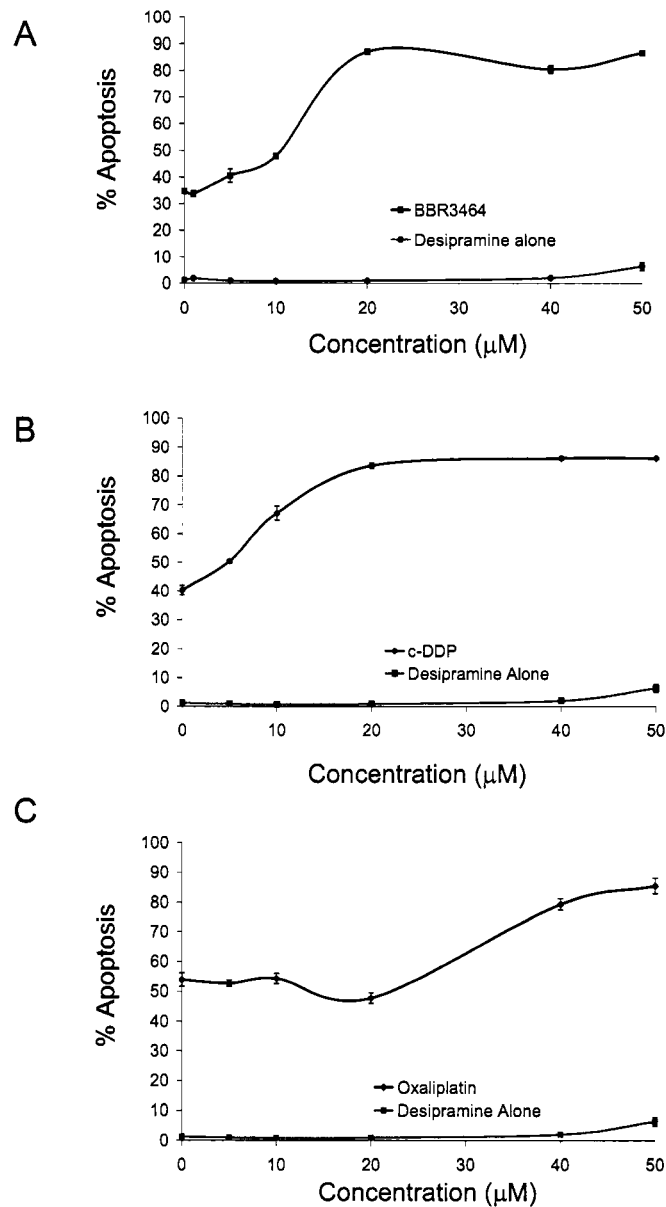 A
% Apoptosis
100
90
80
70
60
50
40
30
20
10
0
BBR3464
Desipramine alone
0 10 20 30 40 50
Concentration (μM)
B
% Apoptosis
100
90
80
70
60
50
40
30
20
10
0
c-DDP
Desipramine Alone
0 10 20 30 40 50
Concentration (μM)
C
% Apoptosis
100
90
80
70
60
50
40
30
20
10
0
Oxaliplatin
Desipramine Alone
0 10 20 30 40 50
Concentration (μM)